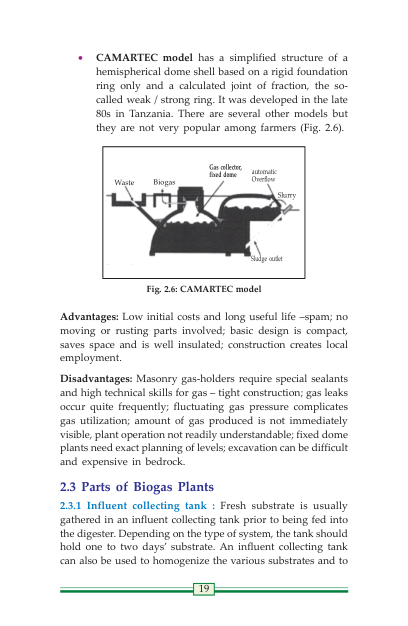 • CAMARTEC model has a simplified structure of a
hemispherical dome shell based on a rigid foundation
ring only and a calculated joint of fraction, the so-
called weak / strong ring. It was developed in the late
80s in Tanzania. There are several other models but
they are not very popular among farmers (Fig. 2.6).
Waste
Biogas
Gas collector,
fixed dome
automatic
Overflow
Slurry
Sludge outlet
Fig. 2.6: CAMARTEC model
Advantages: Low initial costs and long useful life –spam; no
moving or rusting parts involved; basic design is compact,
saves space and is well insulated; construction creates local
employment.
Disadvantages: Masonry gas-holders require special sealants
and high technical skills for gas – tight construction; gas leaks
occur quite frequently; fluctuating gas pressure complicates
gas utilization; amount of gas produced is not immediately
visible, plant operation not readily understandable; fixed dome
plants need exact planning of levels; excavation can be difficult
and expensive in bedrock.
2.3 Parts of Biogas Plants
2.3.1 Influent collecting tank : Fresh substrate is usually
gathered in an influent collecting tank prior to being fed into
the digester. Depending on the type of system, the tank should
hold one to two days' substrate. An influent collecting tank
can also be used to homogenize the various substrates and to
19